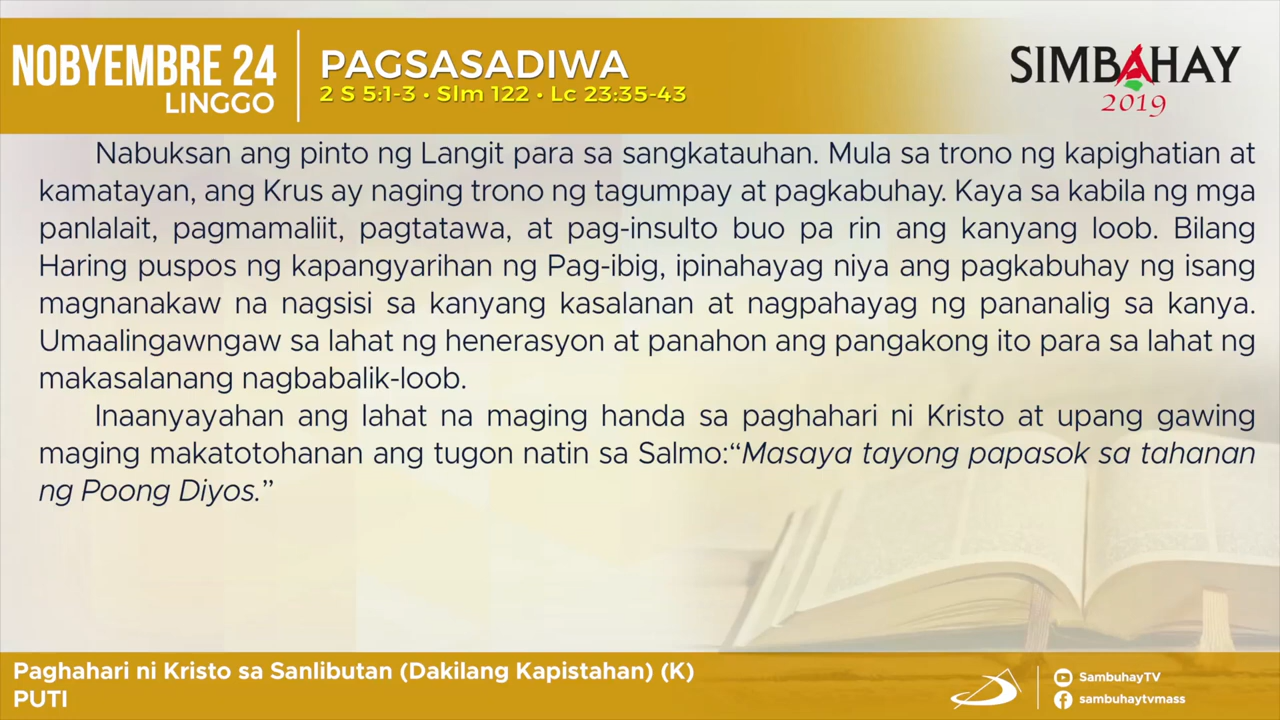 NOBYEMBRE 24
LINGGO
PAGSASADIWA
2 S 5:1-3 • Slm 122 • Lc 23:35-43
SIMBAHAY
2019
Nabuksan ang pinto ng Langit para sa sangkatauhan. Mula sa trono ng kapighatian at
kamatayan, ang Krus ay naging trono ng tagumpay at pagkabuhay. Kaya sa kabila ng mga
panlalait, pagmamaliit, pagtatawa, at pag-insulto buo pa rin ang kanyang loob. Bilang
Haring puspos ng kapangyarihan ng Pag-ibig, ipinahayag niya ang pagkabuhay ng isang
magnanakaw na nagsisi sa kanyang kasalanan at nagpahayag ng pananalig sa kanya.
Umaalingawngaw sa lahat ng henerasyon at panahon ang pangakong ito para sa lahat ng
makasalanang nagbabalik-loob.
Inaanyayahan ang lahat na maging handa sa paghahari ni Kristo at upang gawing
maging makatotohanan ang tugon natin sa Salmo:“Masaya tayong papasok sa tahanan
ng Poong Diyos.”
Paghahari ni Kristo sa Sanlibutan (Dakilang Kapistahan) (K)
PUTI
SambuhayTV
sambuhaytvmass